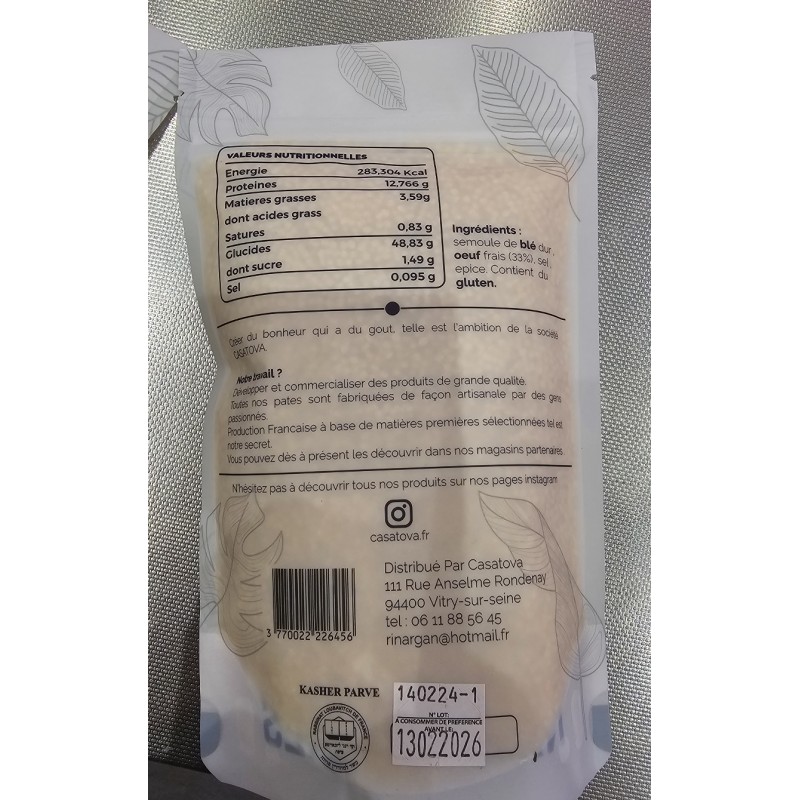 VALEURS NUTRITIONNELLES
Energie 283,304 Kcal
Proteines 12,766 g
Matieres grasses 3,59g
dont acides grass
Satures 0,83 g
Glucides 48,83 g
dont sucre 1,49 g
Sel 0,095 g
Ingrédients :
semoule de blé dur,
oeuf frais (33%), sel,
epice. Contient du
gluten.
Créer du bonheur qui a du gout, telle est l'ambition de la société
CASATOVA.
Notre travail ?
Développer et commercialiser des produits de grande qualité.
Toutes nos pates sont fabriquées de façon artisanale par des gens
passionnés.
Production Francaise à base de matières premières sélectionnées tel est
notre secret.
Vous pouvez dès à présent les découvrir dans nos magasins partenaires
N'hésitez pas à découvrir tous nos produits sur nos pages instagram
casatova.fr
Distribué Par Casatova
111 Rue Anselme Rondenay
94400 Vitry-sur-seine
tel : 06 11 88 56 45
rinargan@hotmail.fr
3 770022 226456
KASHER PARVE
140224-1
N° LOT:
A CONSOMMER DE PREFERENCE
AVANT LE:
13022026